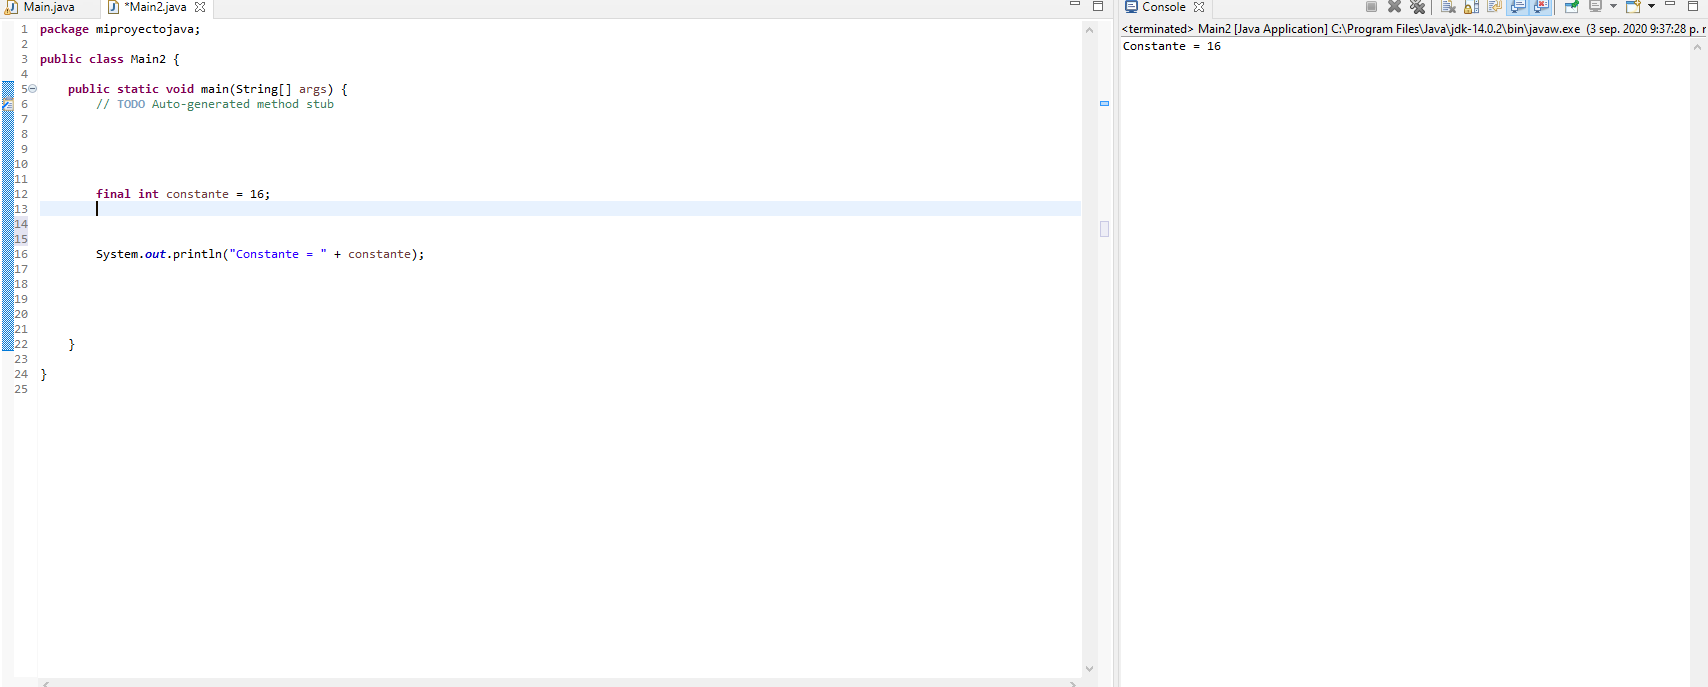 Main.java
*Main2.java
1 package miproyectojava;
2
3 public class Main2 {
4
5 public static void main(String[] args) {
6 // TODO Auto-generated method stub
7
8
9
10
11
12 final int constante = 16;
13
14
15
16 System.out.println("Constante = " + constante);
17
18
19
20
21
22 }
23
24 }
25
Console
<terminated> Main2 [Java Application] C:\Program Files\Java\jdk-14.0.2\bin\javaw.exe (3 sep. 2020 9:37:28 p. r
Constante = 16